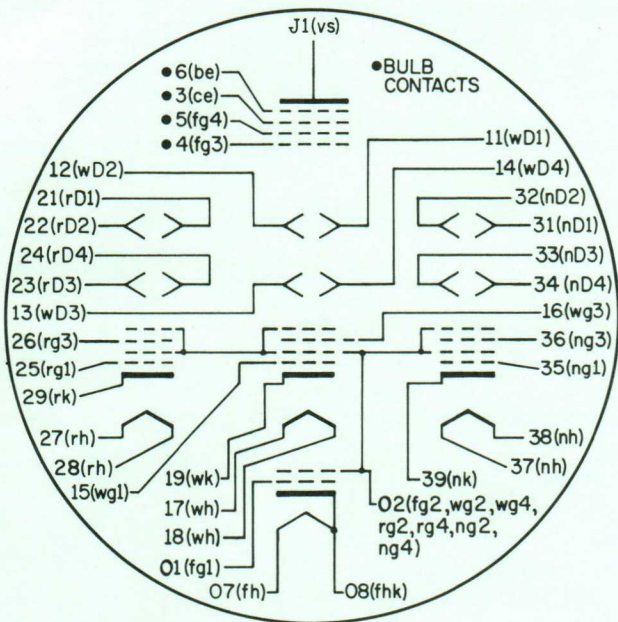 J1(vs)
●BULB
CONTACTS
●6(be)
●3(ce)
●5(fg4)
●4(fg3)
11(wD1)
12(wD2)
14(wD4)
21(rD1)
32(nD2)
22(rD2)
31(nD1)
24(rD4)
33(nD3)
23(rD3)
34(nD4)
13(wD3)
16(wg3)
26(rg3)
36(ng3)
25(rg1)
35(ng1)
29(rk)
27(rh)
38(nh)
28(rh)
37(nh)
15(wg1)
19(wk)
39(nk)
17(wh)
O2(fg2,wg2,wg4,
18(wh)
rg2,rg4,ng2,
O1(fg1)
ng4)
O7(fh)
O8(fhk)